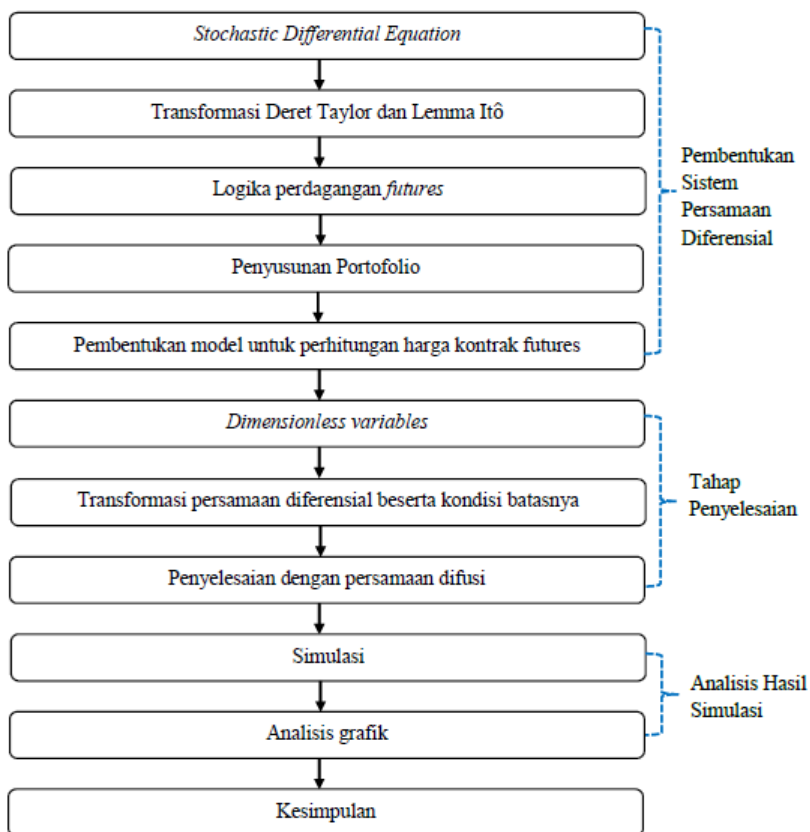 Stochastic Differential Equation
Transformasi Deret Taylor dan Lemma Itô
Logika perdagangan futures
Penyusunan Portofolio
Pembentukan model untuk perhitungan harga kontrak futures
Pembentukan
Sistem
Persamaan
Diferensial
Dimensionless variables
Transformasi persamaan diferensial beserta kondisi batasnya
Penyelesaian dengan persamaan difusi
Tahap
Penyelesaian
Simulasi
Analisis grafik
Analisis Hasil
Simulasi
Kesimpulan